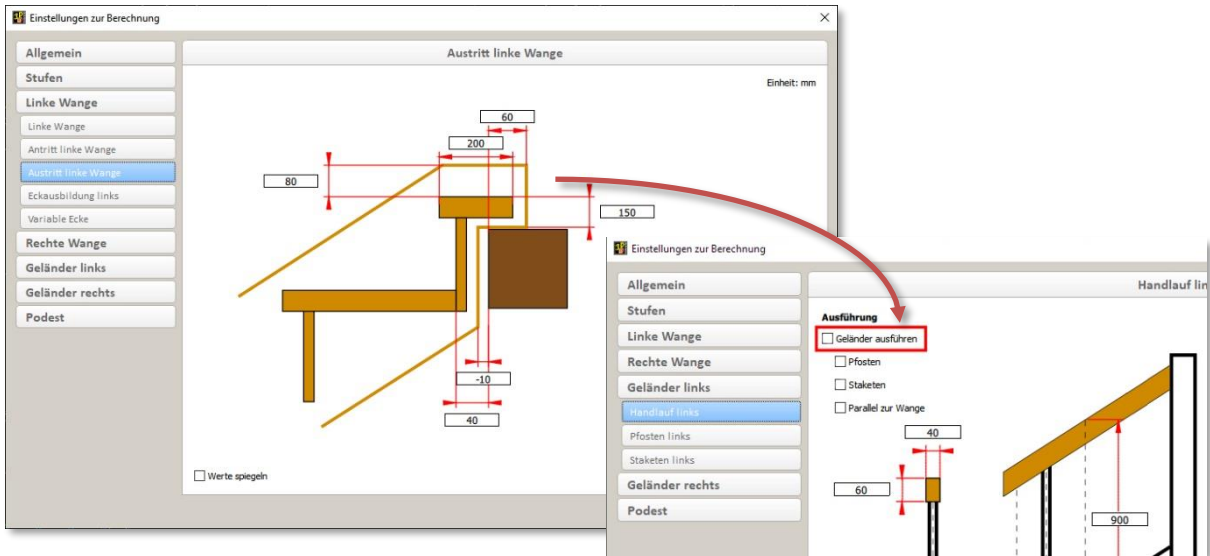 Einstellungen zur Berechnung
Allgemein
Stufen
Linke Wange
Linke Wange
Antritt linke Wange
Austritt linke Wange
Eckausbildung links
Variable Ecke
Rechte Wange
Geländer links
Geländer rechts
Podest
Austritt linke Wange
Einheit: mm
60
200
80
150
-10
40
Werte spiegeln
Einstellungen zur Berechnung
Allgemein
Stufen
Linke Wange
Rechte Wange
Geländer links
Handlauf links
Pfosten links
Staketen links
Geländer rechts
Podest
Handlauf lin
Ausführung
Geländer ausführen
Pfosten
Staketen
Parallel zur Wange
40
60
900